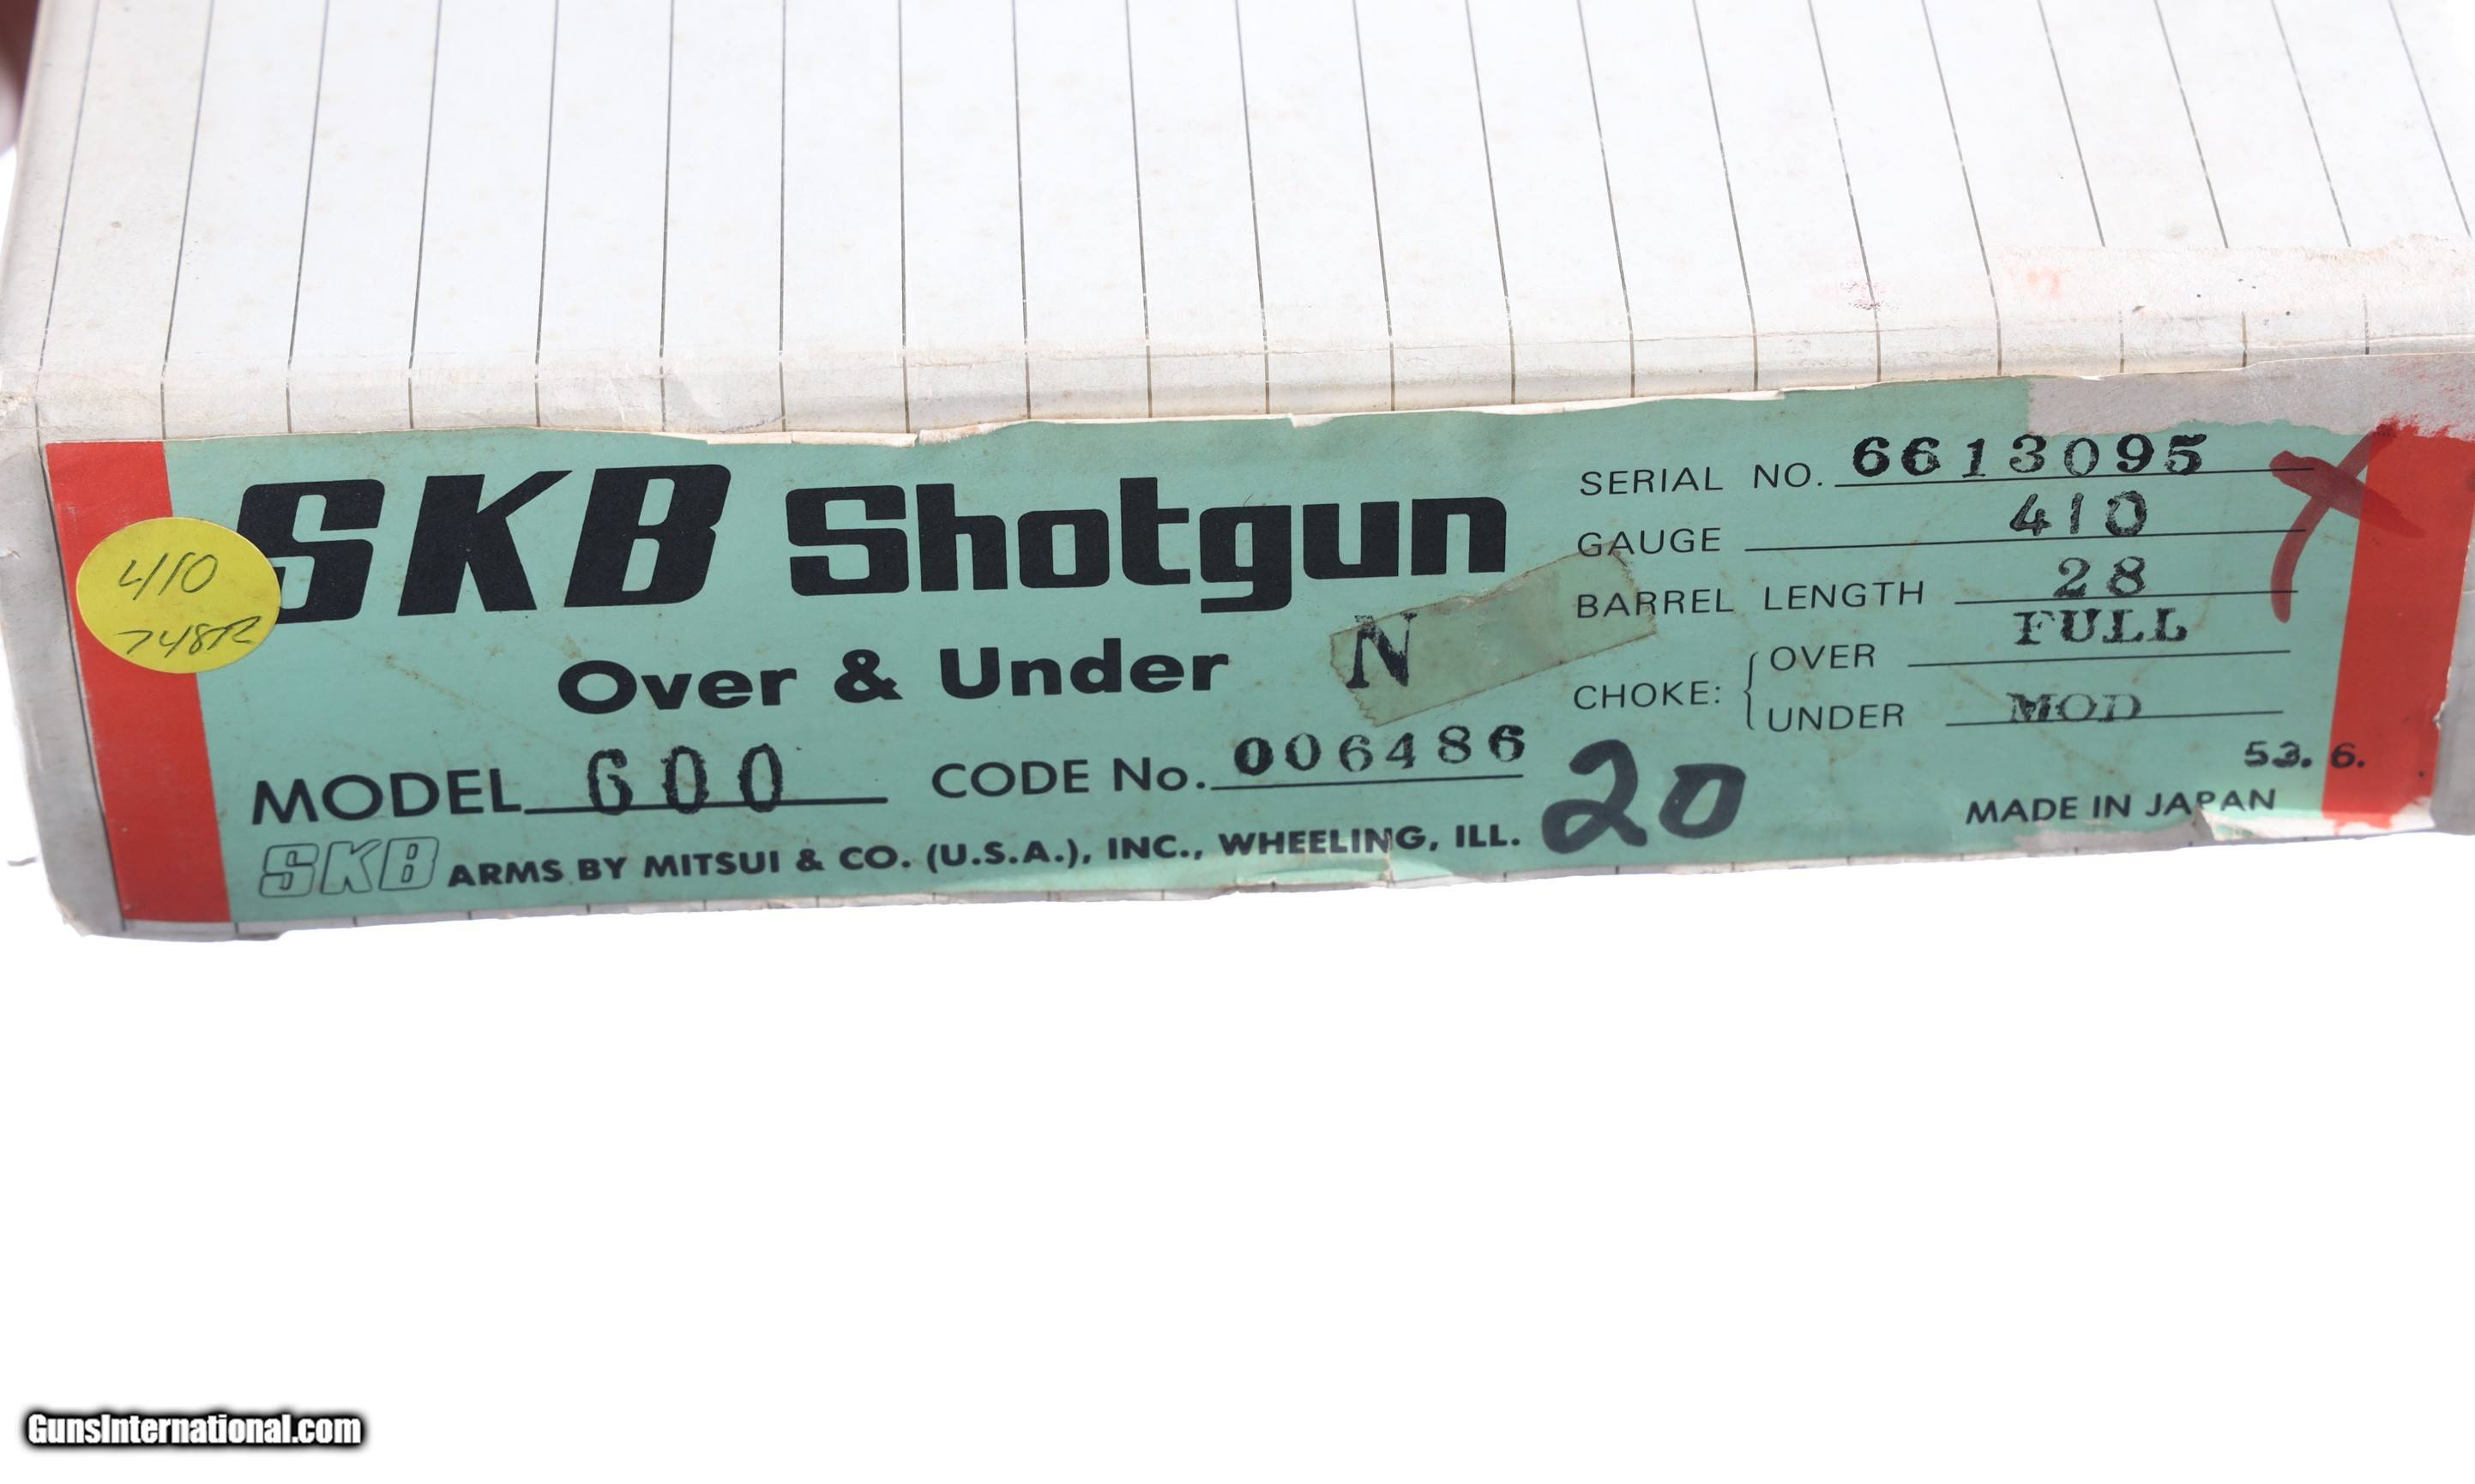 SKB Shotgun
Over & Under N
MODEL 600 CODE No. 006486
SKB ARMS BY MITSUI & CO. (U.S.A.), INC., WHEELING, ILL.
20
SERIAL NO. 6613095
GAUGE 410
BARREL LENGTH 28
CHOKE: OVER FULL
UNDER MOD
53. 6.
MADE IN JAPAN
410
748R
GunsInternational.com